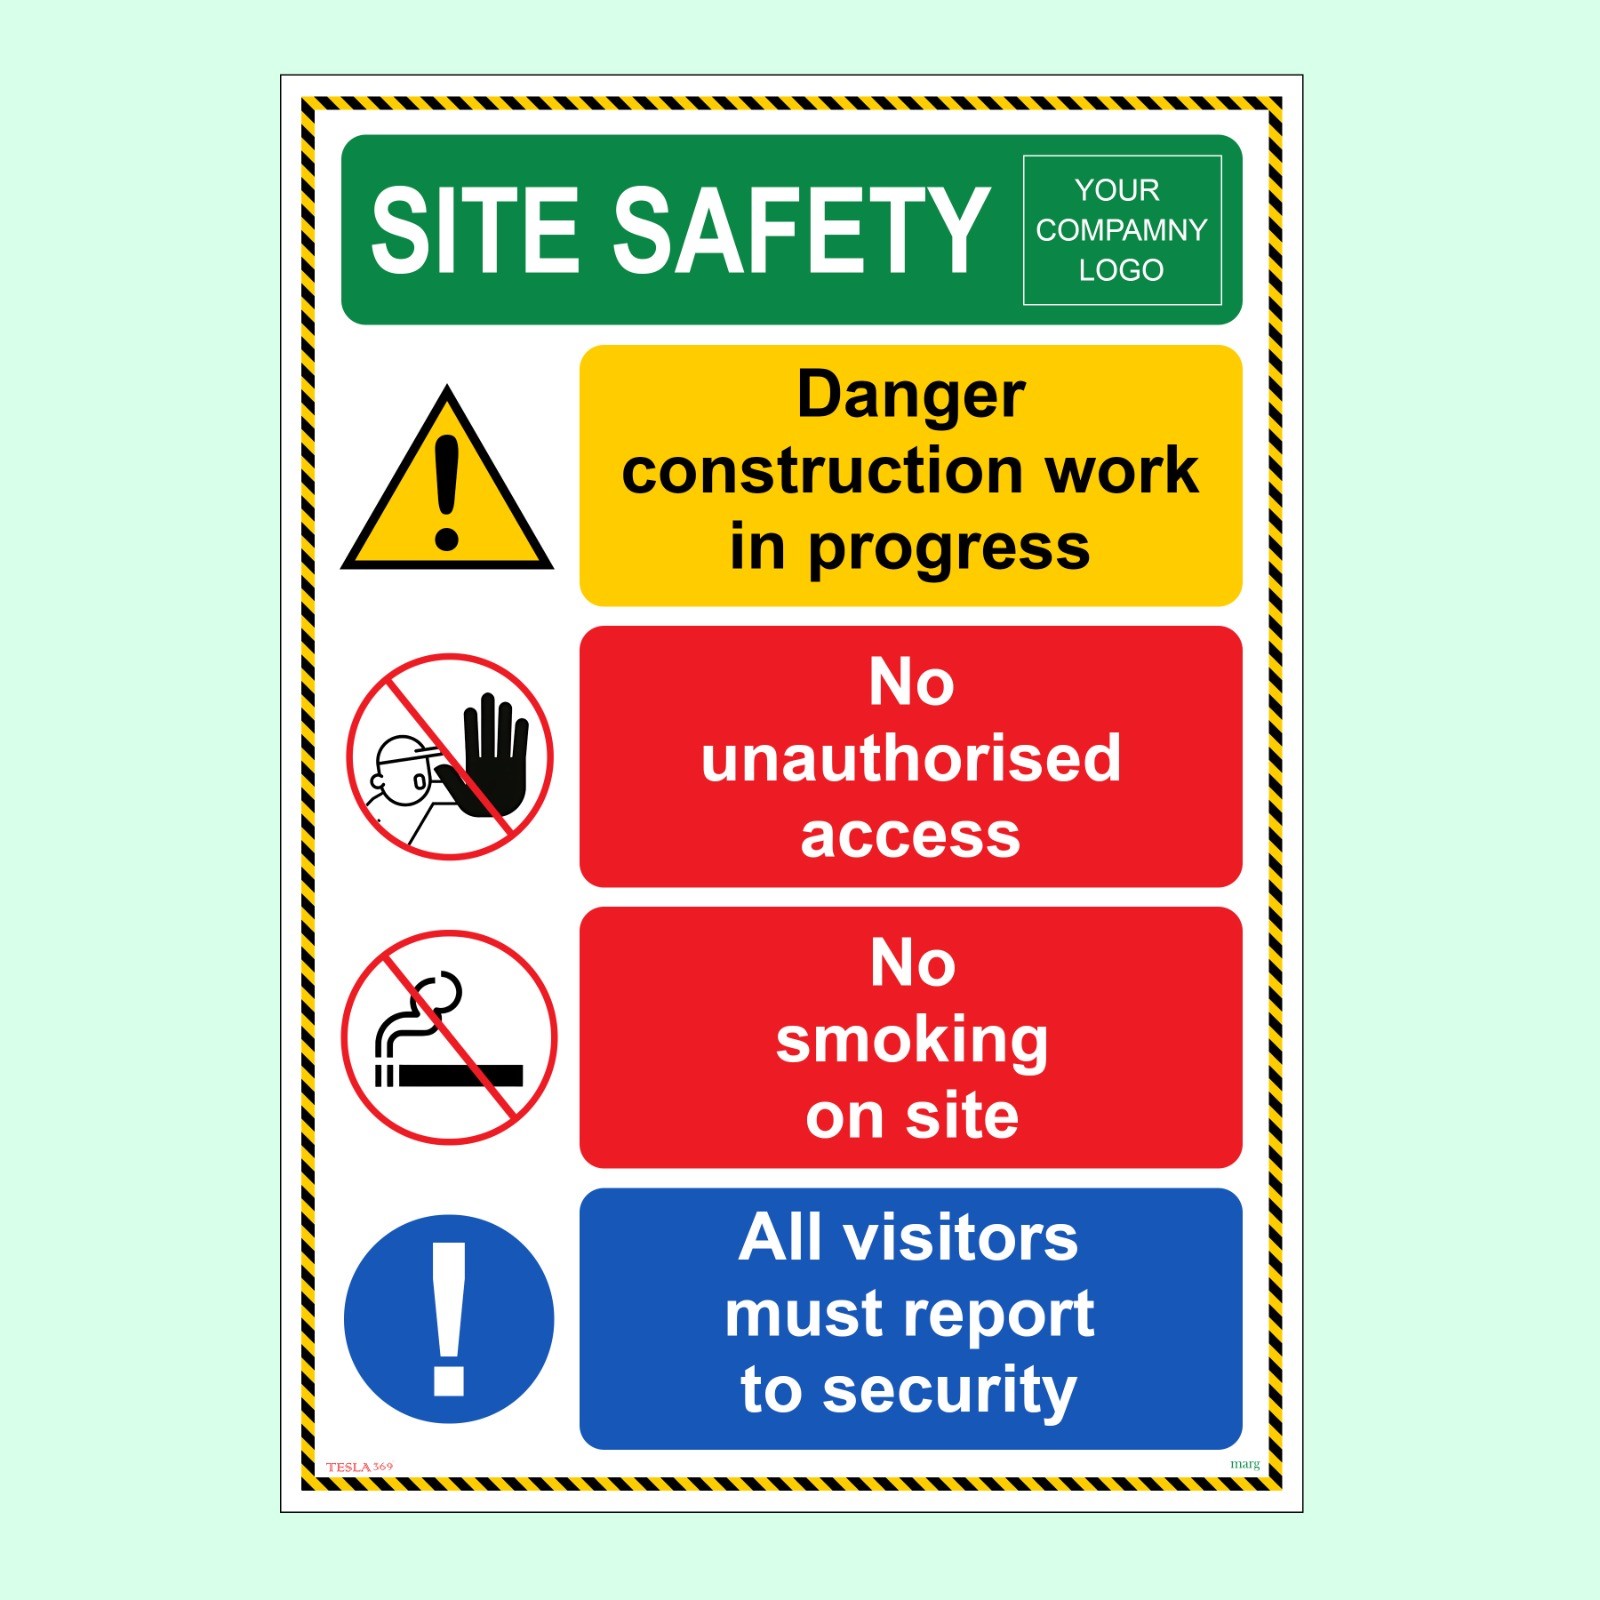 SITE SAFETY
YOUR
COMPAMNY
LOGO
Danger
construction work
in progress
No
unauthorised
access
No
smoking
on site
All visitors
must report
to security
TESLA 369
marg